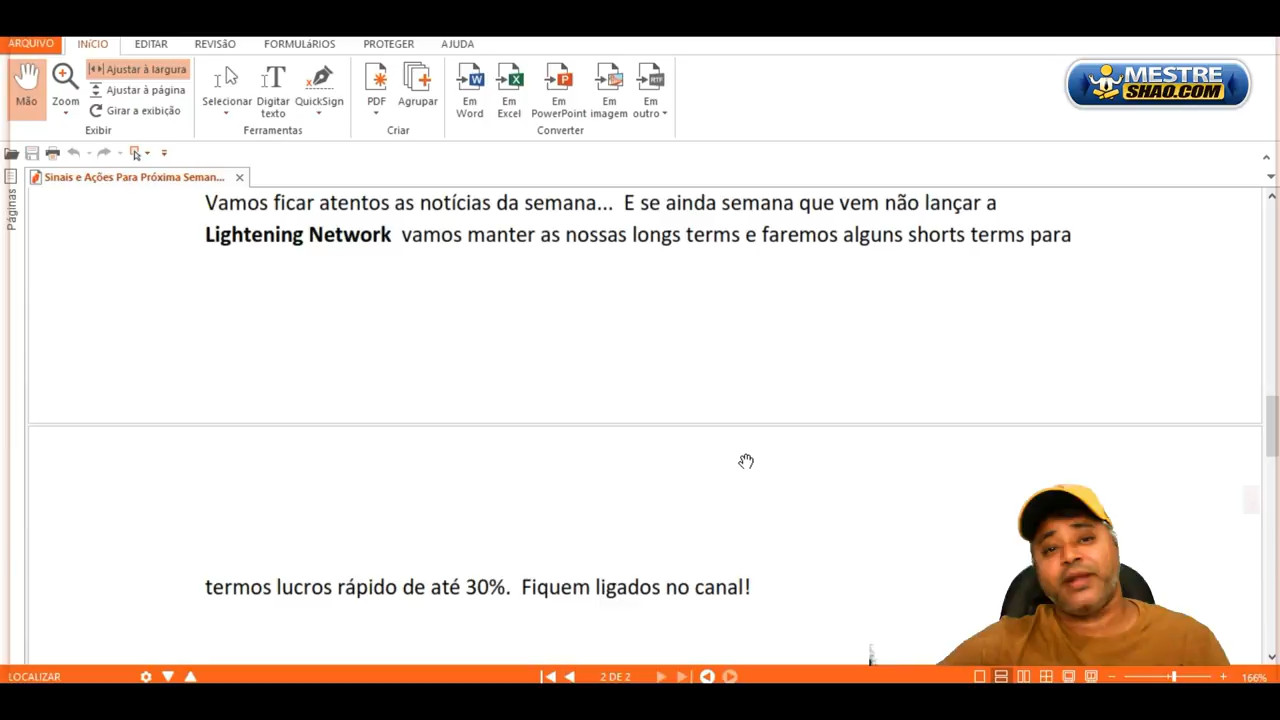 ARQUIVO INÍCIO EDITAR REVISÃO FORMULÁRIOS PROTEGER AJUDA
Mão
Zoom
Ajustar à largura
Ajustar à página
Girar a exibição
Exibir
Selecionar
Digitar texto
QuickSign
Ferramentas
PDF
Agrupar
Criar
Em Word
Em Excel
Em PowerPoint
Em imagem
Em outro
Converter
MESTRE
SHAO.COM
Sinais e Ações Para Próxima Seman...
Páginas
Vamos ficar atentos as notícias da semana... E se ainda semana que vem não lançar a
Lightening Network vamos manter as nossas longs terms e faremos alguns shorts terms para
termos lucros rápido de até 30%. Fiquem ligados no canal!
LOCALIZAR
2 DE 2
166%